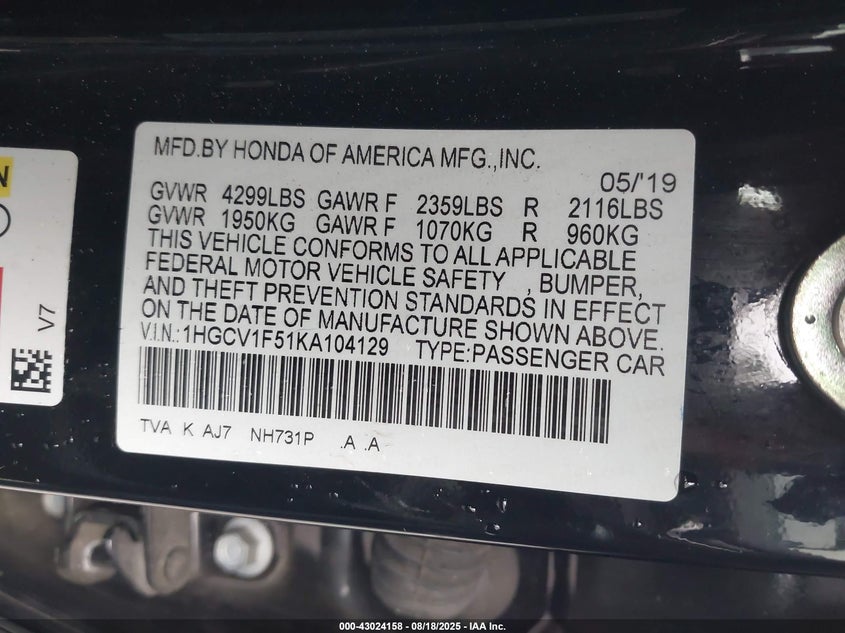 MFD.BY HONDA OF AMERICA MFG.,INC.
05/'19
GVWR 4299LBS GAWR F 2359LBS R 2116LBS
GVWR 1950KG GAWR F 1070KG R 960KG
THIS VEHICLE CONFORMS TO ALL APPLICABLE
FEDERAL MOTOR VEHICLE SAFETY , BUMPER,
AND THEFT PREVENTION STANDARDS IN EFFECT
ON THE DATE OF MANUFACTURE SHOWN ABOVE.
V.I.N.:1HGCV1F51KA104129 TYPE:PASSENGER CAR
TVA K AJ7 NH731P .A .A
N
V7
000-43024158 - 08/18/2025 - IAA Inc.